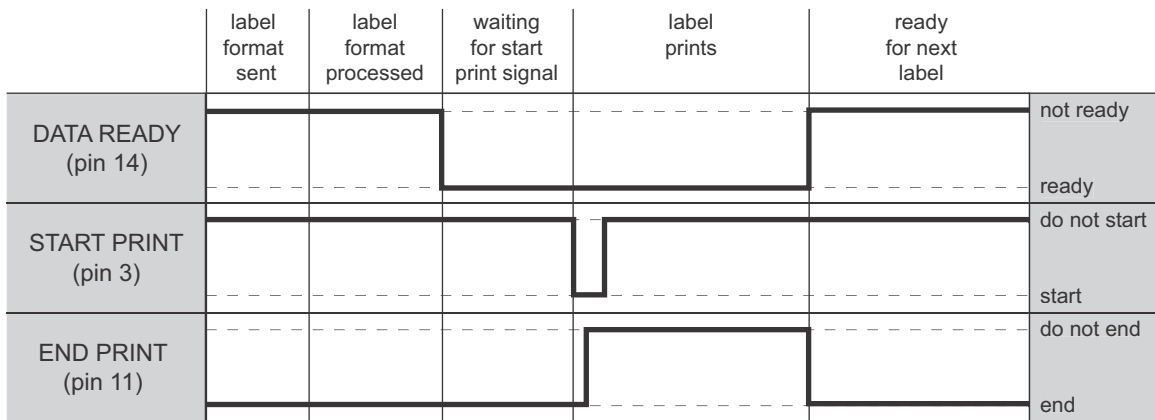 label
format
sent
label
format
processed
waiting
for start
print signal
label
prints
ready
for next
label
DATA READY
(pin 14)
not ready
ready
START PRINT
(pin 3)
do not start
start
END PRINT
(pin 11)
do not end
end